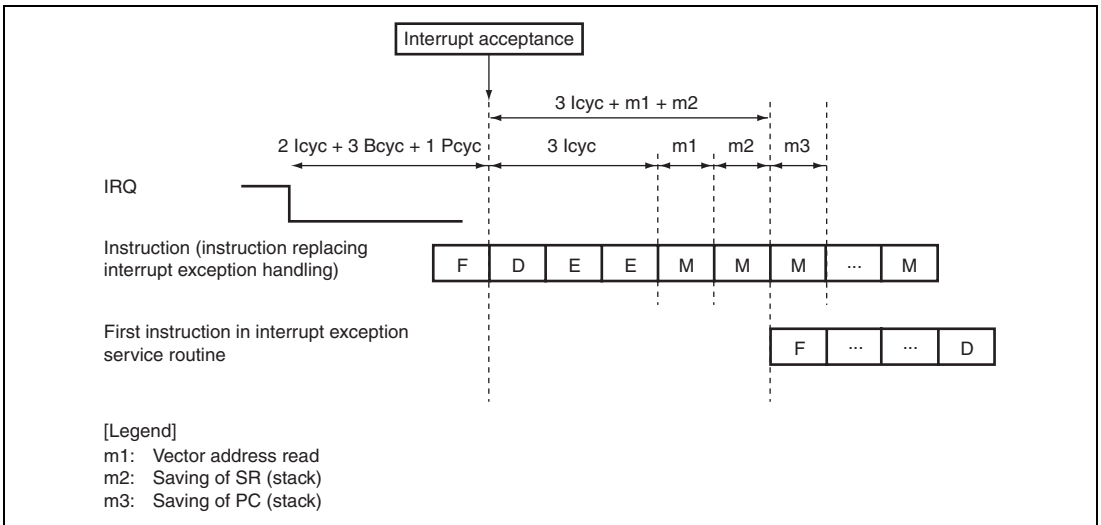 Interrupt acceptance
3 Icyc + m1 + m2
2 Icyc + 3 Bcyc + 1 Pcyc
3 Icyc
m1
m2
m3
IRQ
Instruction (instruction replacing
interrupt exception handling)
F D E E M M M ... M
First instruction in interrupt exception
service routine
F ... ... D
[Legend]
m1: Vector address read
m2: Saving of SR (stack)
m3: Saving of PC (stack)